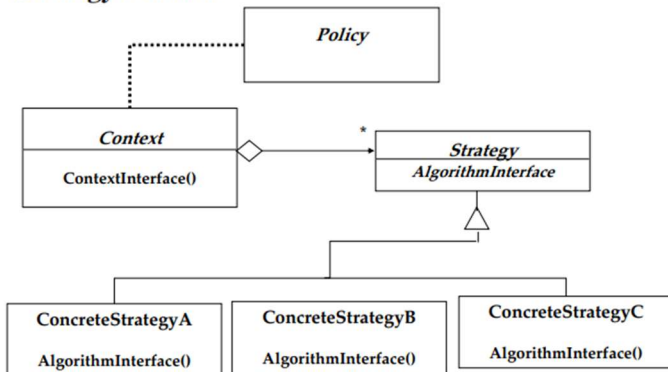 Policy
Context
ContextInterface()
*
Strategy
AlgorithmInterface
ConcreteStrategyA
AlgorithmInterface()
ConcreteStrategyB
AlgorithmInterface()
ConcreteStrategyC
AlgorithmInterface()